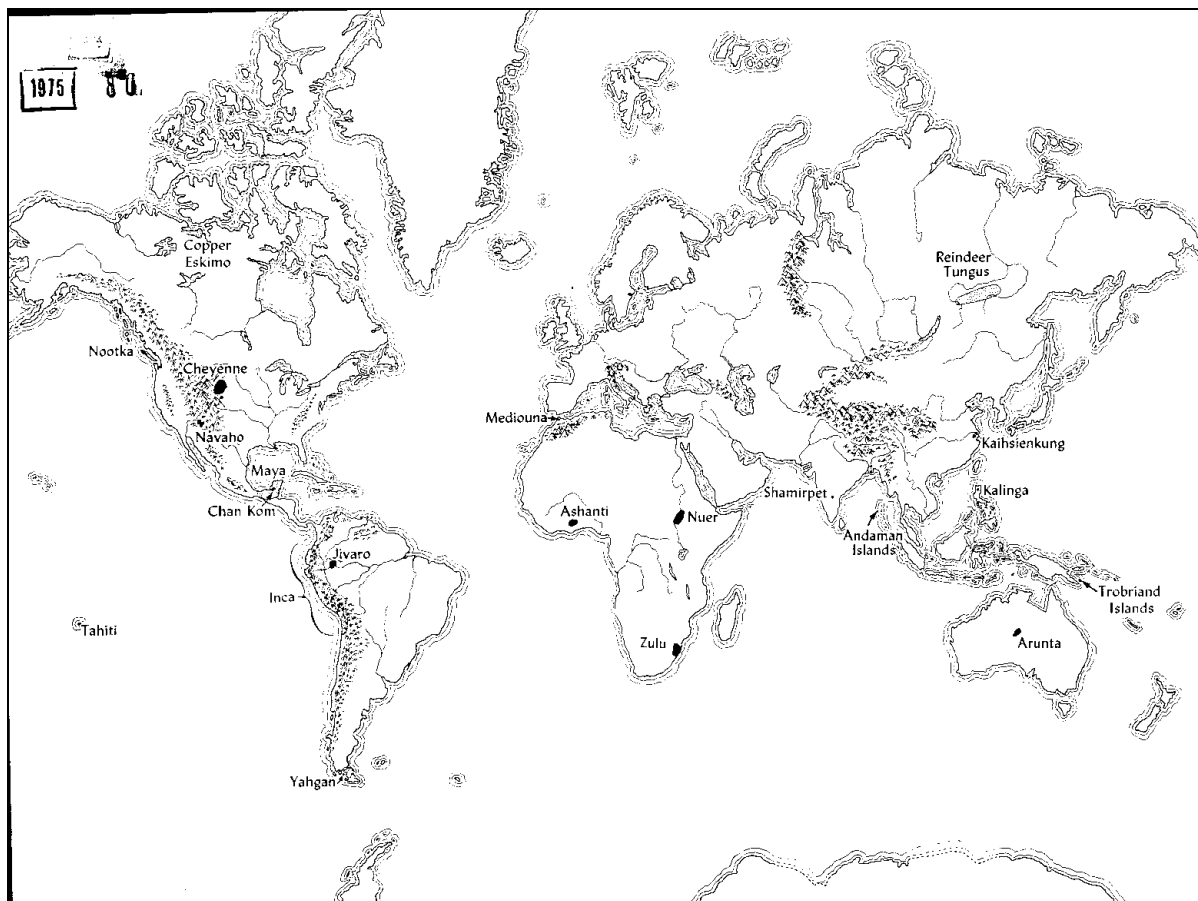 1975
Copper
Eskimo
Reindeer
Tungus
Nootka
Cheyenne
Navaho
Mediouna
Kaihsienkung
Maya
Chan Kom
Shamirpet
Kalinga
Ashanti
Nuer
Andaman
Islands
Jivaro
Inca
Trobriand
Islands
Tahiti
Zulu
Arunta
Yahgan